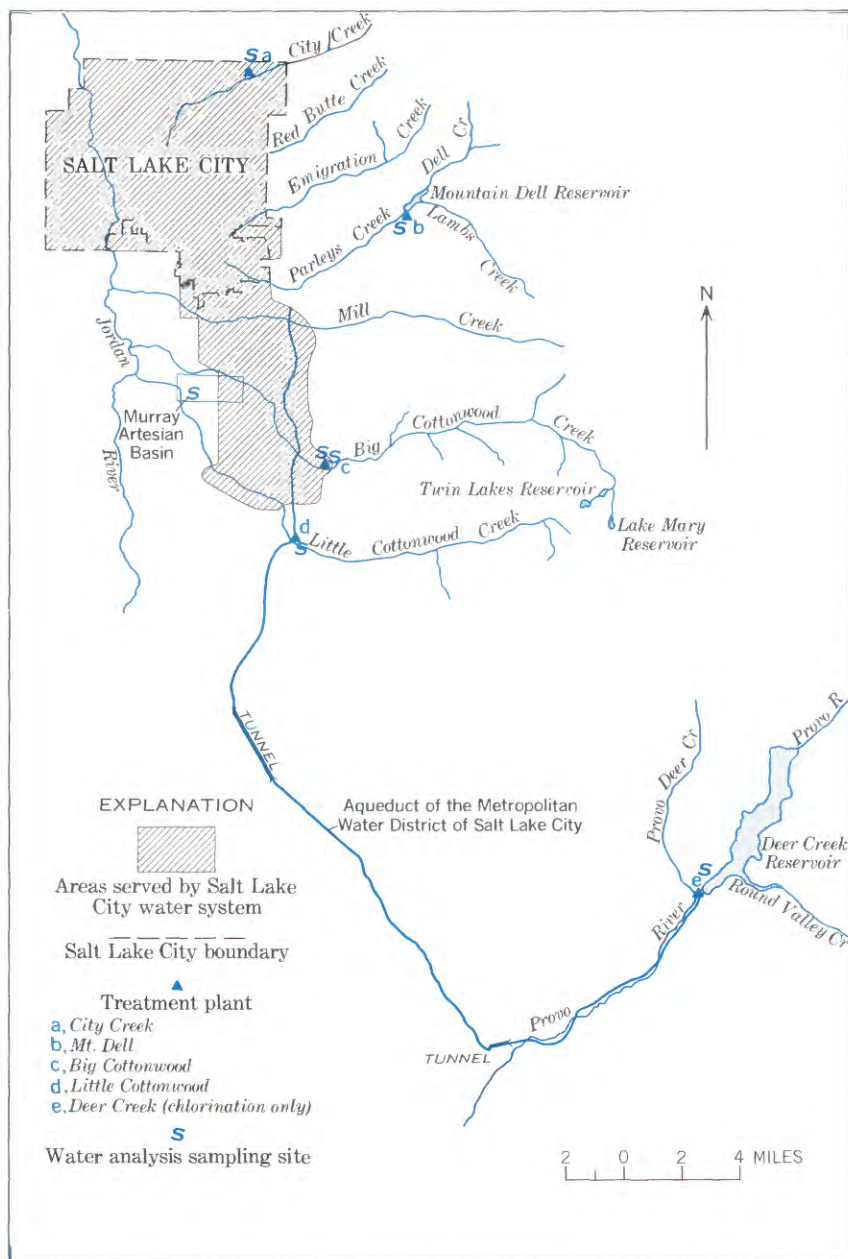 S a
City Creek
Red Butte Creek
Emigration Creek
Dell Cr
SALT LAKE CITY
Mountain Dell Reservoir
S b
Lambs Creek
Parleys Creek
N
Mill Creek
Jordan River
S
Murray
Artesian
Basin
Big Cottonwood Creek
S S c
Twin Lakes Reservoir
Lake Mary
Reservoir
d
S
Little Cottonwood Creek
TUNNEL
Provo R
Provo Deer Cr
EXPLANATION
Aqueduct of the Metropolitan
Water District of Salt Lake City
Deer Creek
Reservoir
e S
Round Valley Cr
Areas served by Salt Lake
City water system
Provo River
Salt Lake City boundary
Treatment plant
a, City Creek
b, Mt. Dell
c, Big Cottonwood
d, Little Cottonwood
e, Deer Creek (chlorination only)
TUNNEL
S
Water analysis sampling site
2 0 2 4 MILES